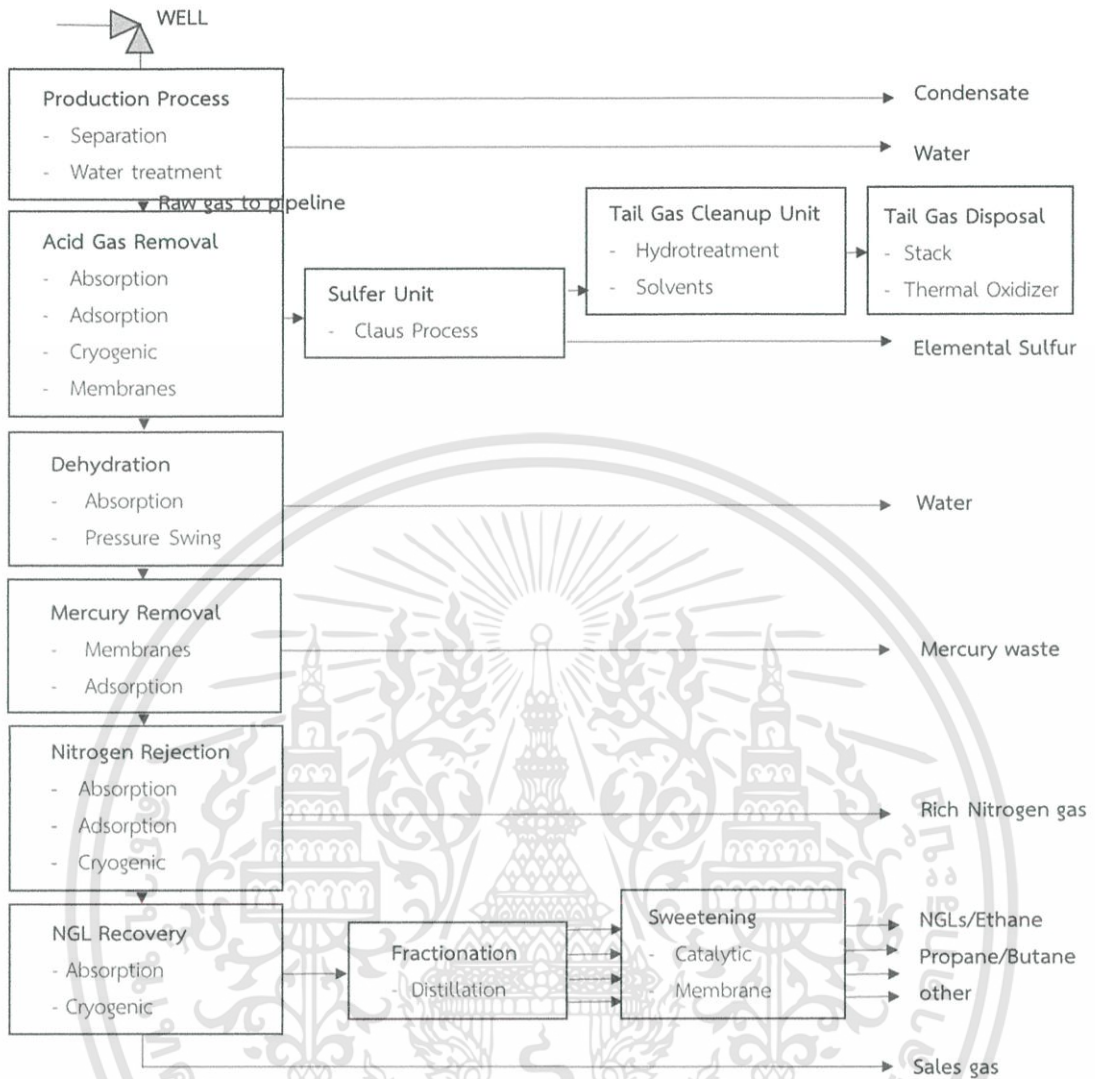 WELL
Production Process
- Separation
- Water treatment
Condensate
Water
Raw gas to pipeline
Acid Gas Removal
- Absorption
- Adsorption
- Cryogenic
- Membranes
Sulfer Unit
- Claus Process
Tail Gas Cleanup Unit
- Hydrotreatment
- Solvents
Tail Gas Disposal
- Stack
- Thermal Oxidizer
Elemental Sulfur
Dehydration
- Absorption
- Pressure Swing
Water
Mercury Removal
- Membranes
- Adsorption
Mercury waste
Nitrogen Rejection
- Absorption
- Adsorption
- Cryogenic
Rich Nitrogen gas
NGL Recovery
- Absorption
- Cryogenic
Fractionation
- Distillation
Sweetening
- Catalytic
- Membrane
NGLs/Ethane
Propane/Butane
other
Sales gas